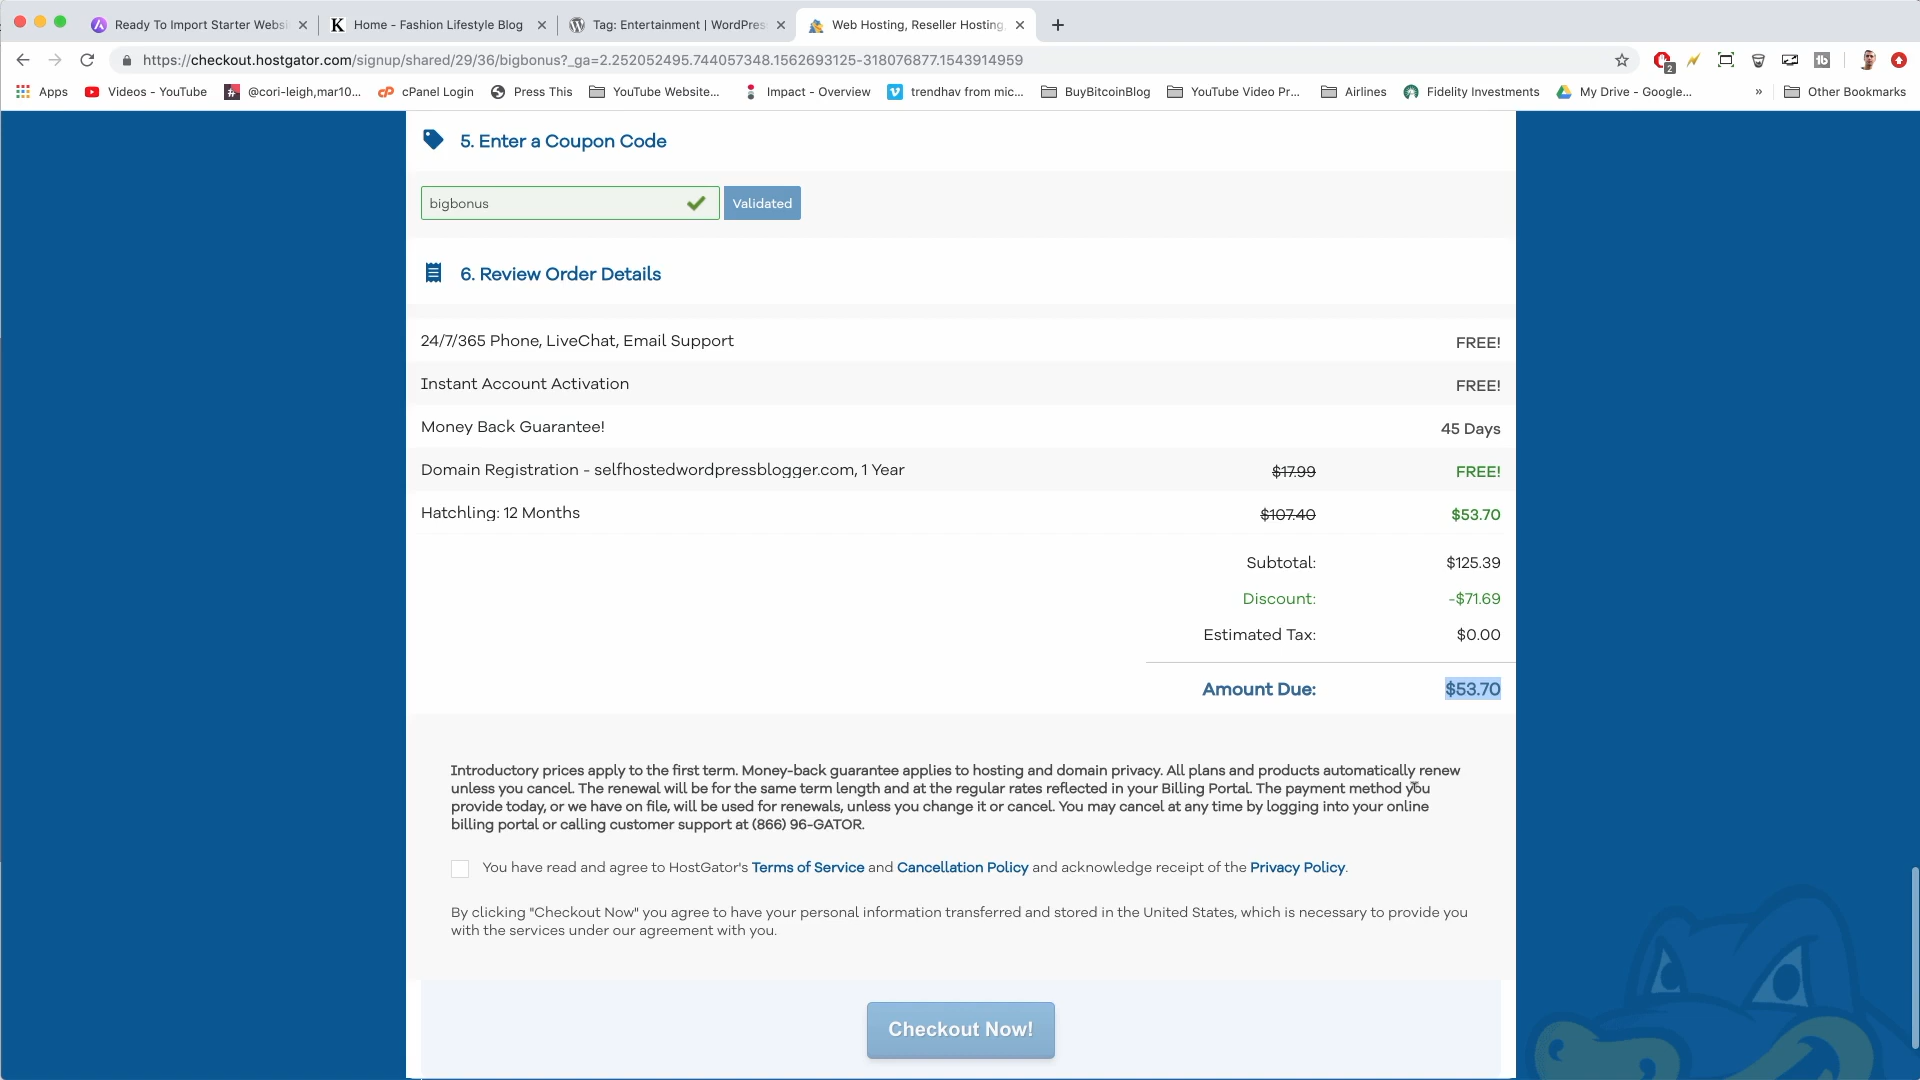 Ready To Import Starter Websi
Home - Fashion Lifestyle Blog
Tag: Entertainment | WordPres
Web Hosting, Reseller Hosting,
https://checkout.hostgator.com/signup/shared/29/36/bigbonus?_ga=2.252052495.744057348.1562693125-318076877.1543914959
2
Apps
Videos - YouTube
@cori-leigh,mar10...
cPanel Login
Press This
YouTube Website...
Impact - Overview
trendhav from mic...
BuyBitcoinBlog
YouTube Video Pr...
Airlines
Fidelity Investments
My Drive - Google...
»
Other Bookmarks
5. Enter a Coupon Code
bigbonus
Validated
6. Review Order Details
24/7/365 Phone, LiveChat, Email Support FREE!
Instant Account Activation FREE!
Money Back Guarantee! 45 Days
Domain Registration - selfhostedwordpressblogger.com, 1 Year $17.99 FREE!
Hatchling: 12 Months $107.40 $53.70
Subtotal: $125.39
Discount: -$71.69
Estimated Tax: $0.00
Amount Due: $53.70
Introductory prices apply to the first term. Money-back guarantee applies to hosting and domain privacy. All plans and products automatically renew
unless you cancel. The renewal will be for the same term length and at the regular rates reflected in your Billing Portal. The payment method you
provide today, or we have on file, will be used for renewals, unless you change it or cancel. You may cancel at any time by logging into your online
billing portal or calling customer support at (866) 96-GATOR.
You have read and agree to HostGator's Terms of Service and Cancellation Policy and acknowledge receipt of the Privacy Policy.
By clicking "Checkout Now" you agree to have your personal information transferred and stored in the United States, which is necessary to provide you
with the services under our agreement with you.
Checkout Now!